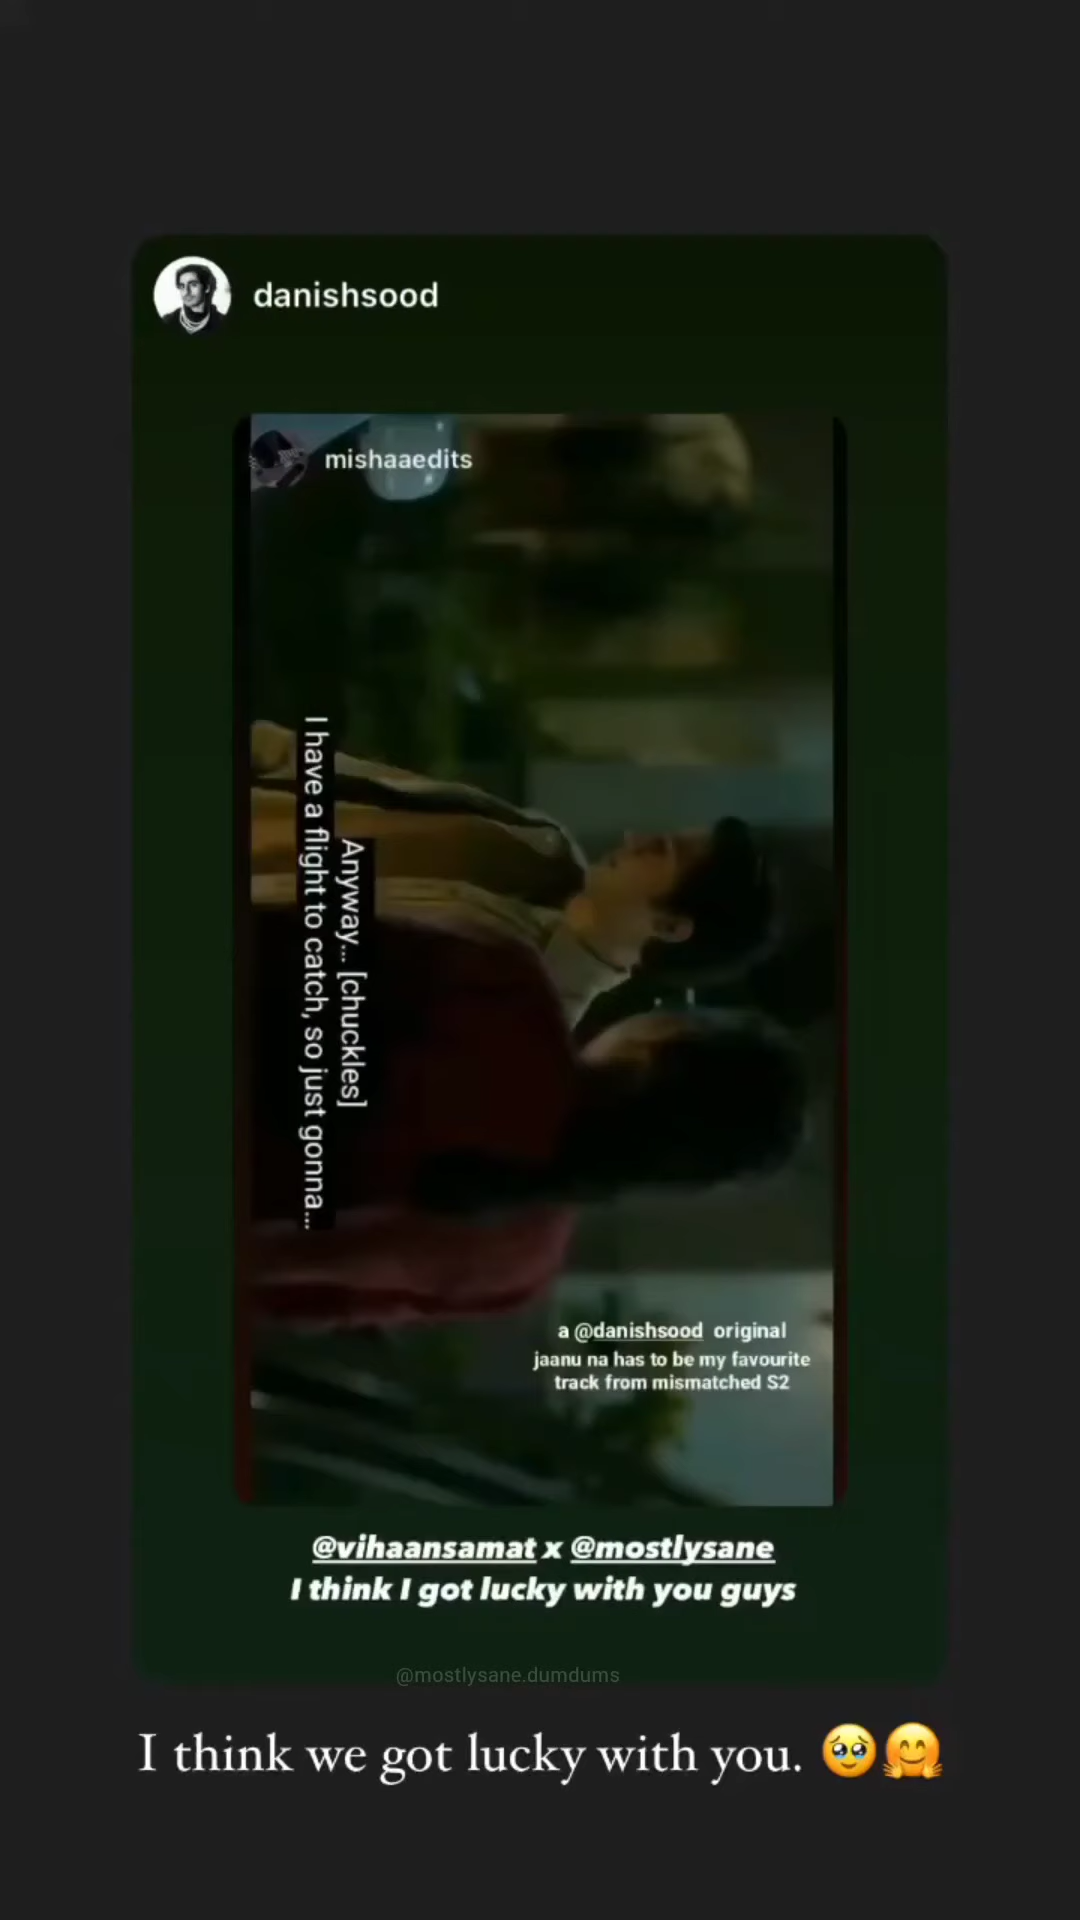 danishsood
mishaaedits
Anyway... [chuckles]
I have a flight to catch, so just gonna...
a @danishsood original
jaanu na has to be my favourite
track from mismatched S2
@vihaansamat x @mostlysane
I think I got lucky with you guys
@mostlysane.dumdums
I think we got lucky with you. 🥹🤗